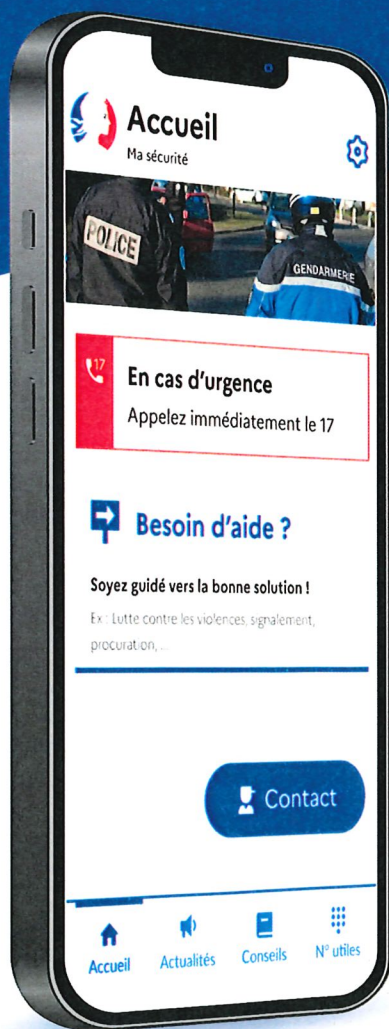 Accueil
Ma sécurité
POLICE
GENDARMERIE
17
En cas d'urgence
Appelez immédiatement le 17
Besoin d'aide ?
Soyez guidé vers la bonne solution !
Ex : Lutte contre les violences, signalement,
procuration, ...
Contact
Accueil
Actualités
Conseils
N° utiles